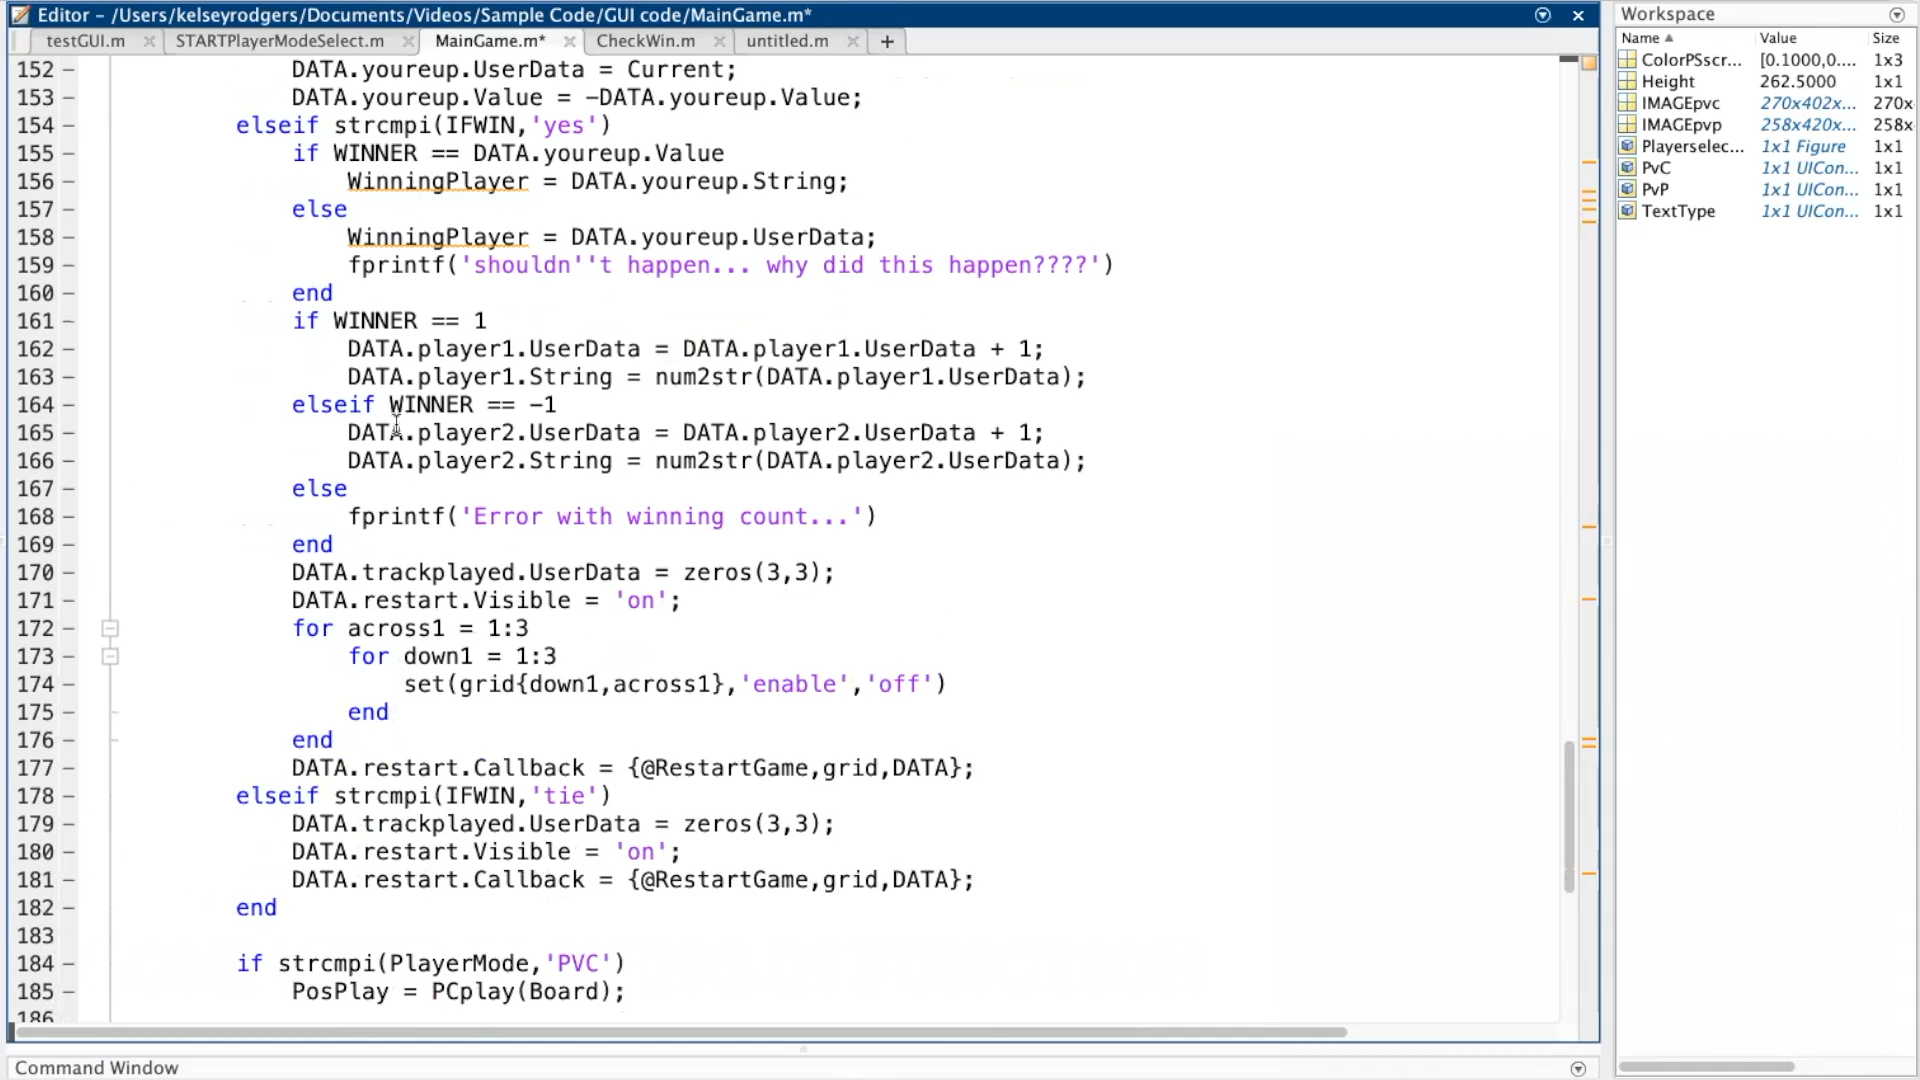 Editor - /Users/kelseyrodgers/Documents/Videos/Sample Code/GUI code/MainGame.m*
testGUI.m
STARTPlayerModeSelect.m
MainGame.m*
CheckWin.m
untitled.m
+
152 – DATA.youreup.UserData = Current;
153 – DATA.youreup.Value = -DATA.youreup.Value;
154 – elseif strcmpi(IFWIN,'yes')
155 – if WINNER == DATA.youreup.Value
156 – WinningPlayer = DATA.youreup.String;
157 – else
158 – WinningPlayer = DATA.youreup.UserData;
159 – fprintf('shouldn''t happen... why did this happen????')
160 – end
161 – if WINNER == 1
162 – DATA.player1.UserData = DATA.player1.UserData + 1;
163 – DATA.player1.String = num2str(DATA.player1.UserData);
164 – elseif WINNER == -1
165 – DATA.player2.UserData = DATA.player2.UserData + 1;
166 – DATA.player2.String = num2str(DATA.player2.UserData);
167 – else
168 – fprintf('Error with winning count...')
169 – end
170 – DATA.trackplayed.UserData = zeros(3,3);
171 – DATA.restart.Visible = 'on';
172 – for across1 = 1:3
173 – for down1 = 1:3
174 – set(grid{down1,across1},'enable','off')
175 – end
176 – end
177 – DATA.restart.Callback = {@RestartGame,grid,DATA};
178 – elseif strcmpi(IFWIN,'tie')
179 – DATA.trackplayed.UserData = zeros(3,3);
180 – DATA.restart.Visible = 'on';
181 – DATA.restart.Callback = {@RestartGame,grid,DATA};
182 – end
183
184 – if strcmpi(PlayerMode,'PVC')
185 – PosPlay = PCplay(Board);
186
Command Window
Workspace
Name Value Size
ColorPSscr... [0.1000,0.... 1x3
Height 262.5000 1x1
IMAGEpvc 270x402x... 270x
IMAGEpvp 258x420x... 258x
Playerselec... 1x1 Figure 1x1
PvC 1x1 UICon... 1x1
PvP 1x1 UICon... 1x1
TextType 1x1 UICon... 1x1